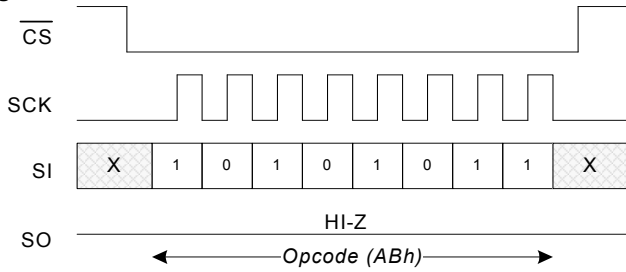 CS
SCK
SI X 1 0 1 0 1 0 1 1 X
HI-Z
SO
Opcode (ABh)